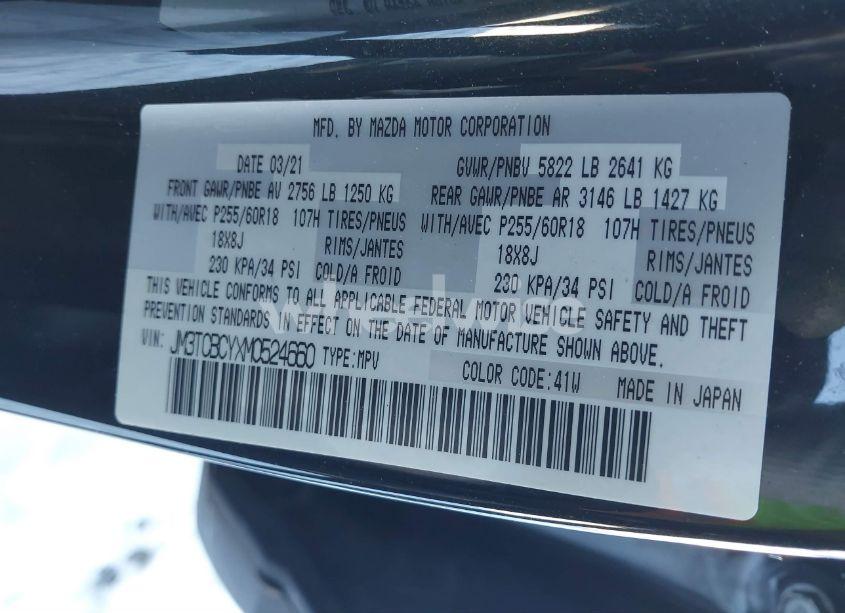 MFD. BY MAZDA MOTOR CORPORATION
DATE 03/21 GVWR/PNBV 5822 LB 2641 KG
FRONT GAWR/PNBE AV 2756 LB 1250 KG REAR GAWR/PNBE AR 3146 LB 1427 KG
WITH/AVEC P255/60R18 107H TIRES/PNEUS WITH/AVEC P255/60R18 107H TIRES/PNEUS
18X8J RIMS/JANTES 18X8J RIMS/JANTES
230 KPA/34 PSI COLD/A FROID 230 KPA/34 PSI COLD/A FROID
THIS VEHICLE CONFORMS TO ALL APPLICABLE FEDERAL MOTOR VEHICLE SAFETY AND THEFT
PREVENTION STANDARDS IN EFFECT ON THE DATE OF MANUFACTURE SHOWN ABOVE.
VIN: JM3TCBCYXM0524660 TYPE:MPV COLOR CODE:41W MADE IN JAPAN
wheelwise